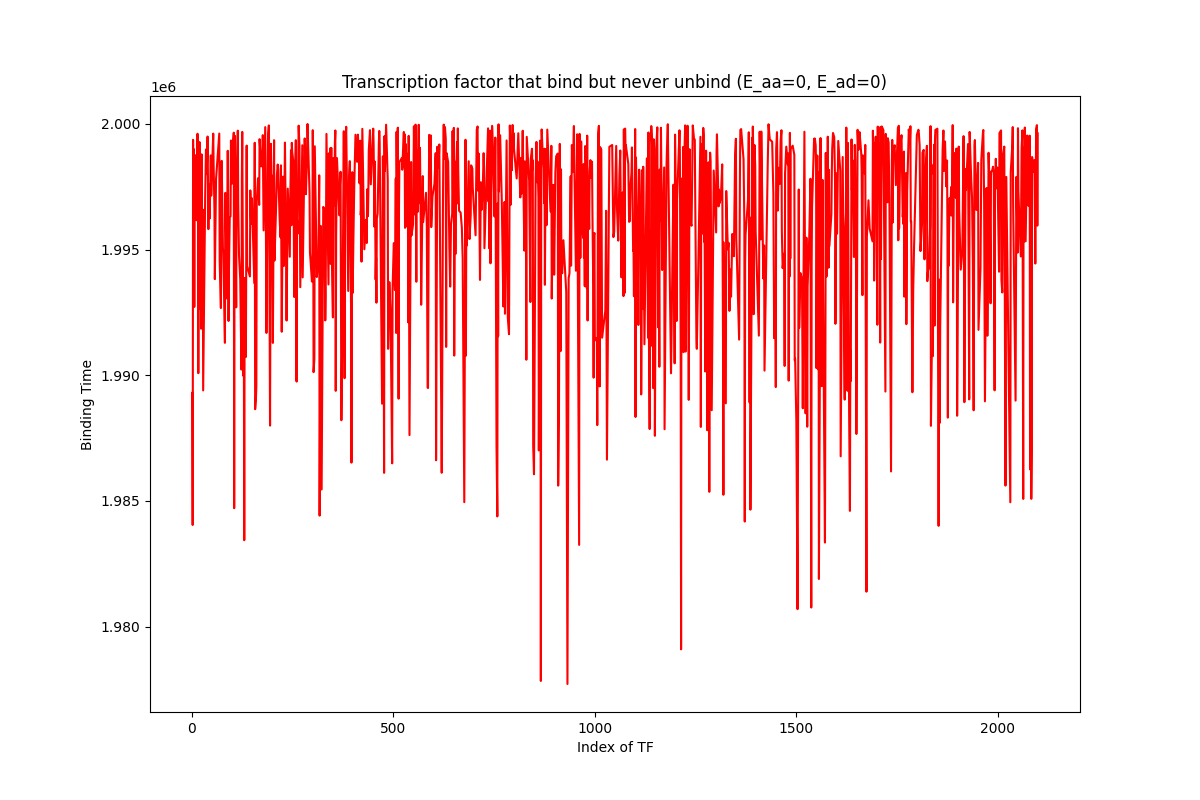 Transcription factor that bind but never unbind (E_aa=0, E_ad=0)
1e6
2.000
1.995
1.990
1.985
1.980
Binding Time
0 500 1000 1500 2000
Index of TF